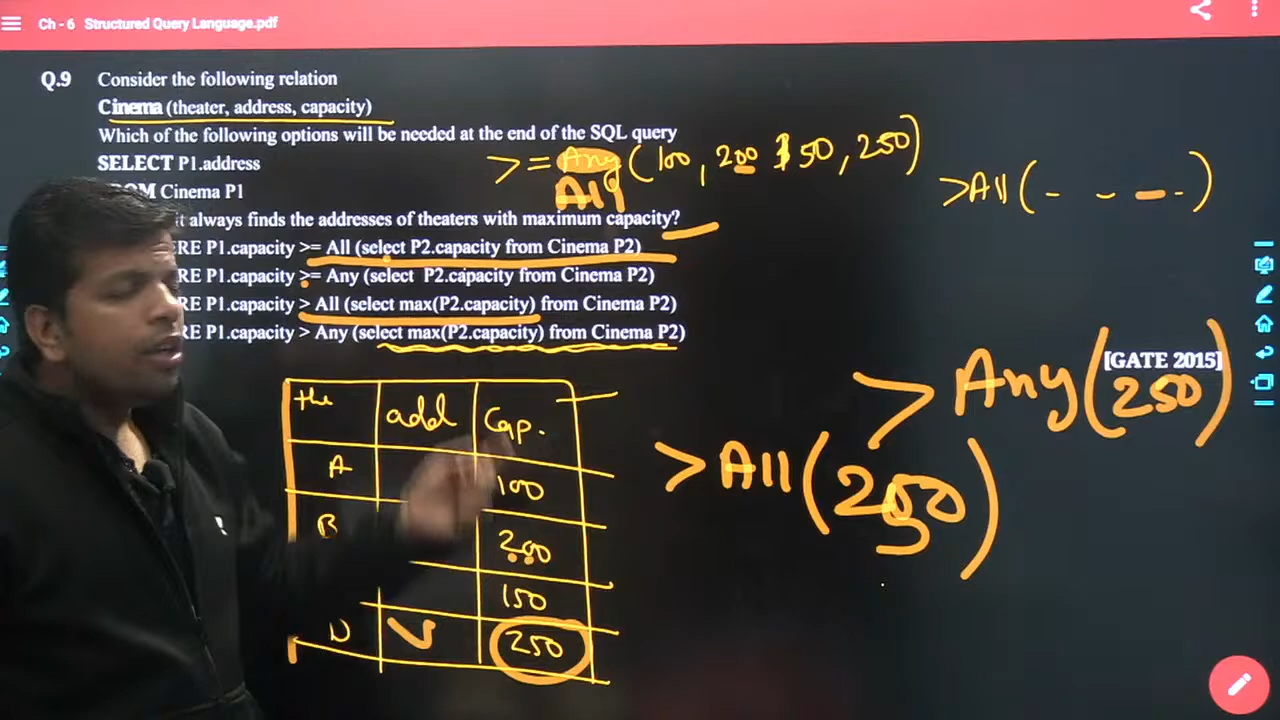 Ch - 6 Structured Query Language.pdf
Q.9 Consider the following relation
Cinema (theater, address, capacity)
Which of the following options will be needed at the end of the SQL query
SELECT P1.address
OM Cinema P1
t always finds the addresses of theaters with maximum capacity?
RE P1.capacity >= All (select P2.capacity from Cinema P2)
RE P1.capacity >= Any (select P2.capacity from Cinema P2)
RE P1.capacity > All (select max(P2.capacity) from Cinema P2)
RE P1.capacity > Any (select max(P2.capacity) from Cinema P2)
[GATE 2015]
>= Any (100, 200 150, 250)
All
>All (- - - -)
> Any (250)
>All (250)
the add Cap.
A 100
B 200
150
D 250